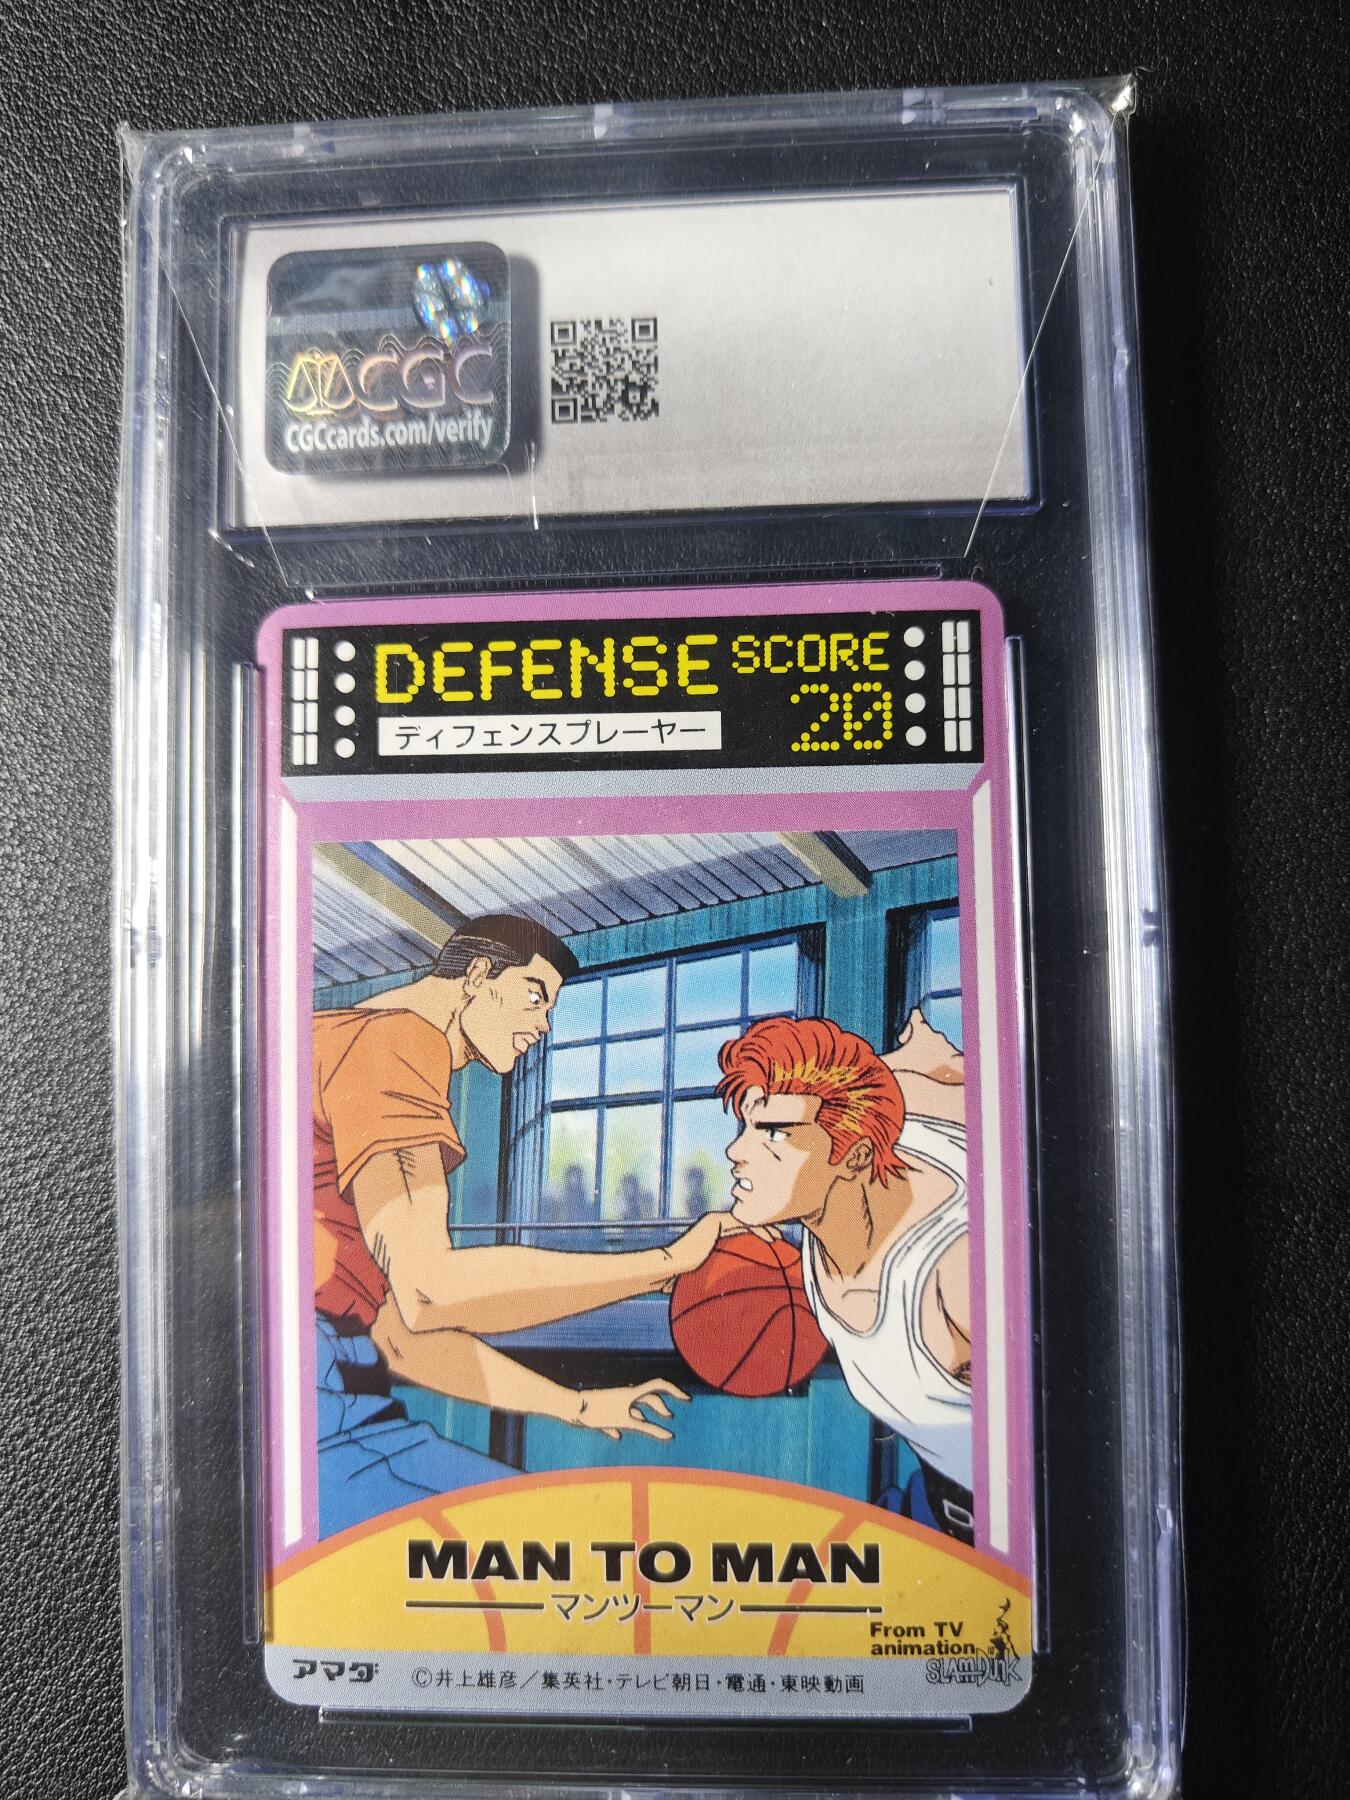 CGC
CGCcards.com/verify
DEFENSE SCORE
ディフェンスプレーヤー 20
MAN TO MAN
マンツーマン
From TV
animation
SLAM DUNK
アマダ ©井上雄彦／集英社・テレビ朝日・電通・東映動画